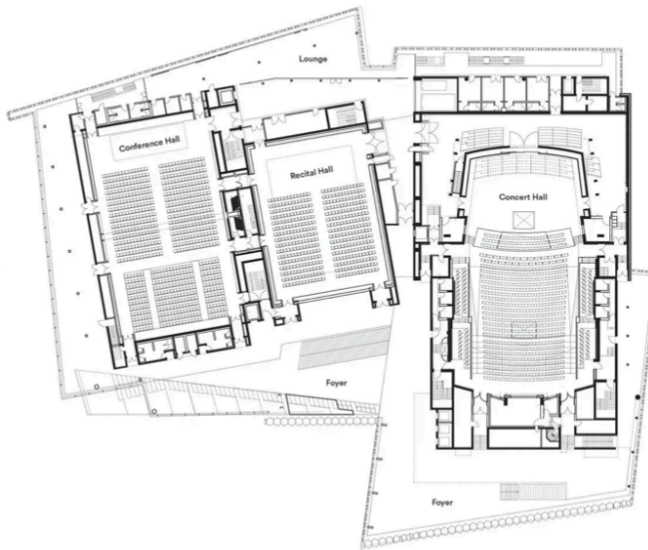 Lounge
Conference Hall
Recital Hall
Concert Hall
Foyer
Foyer